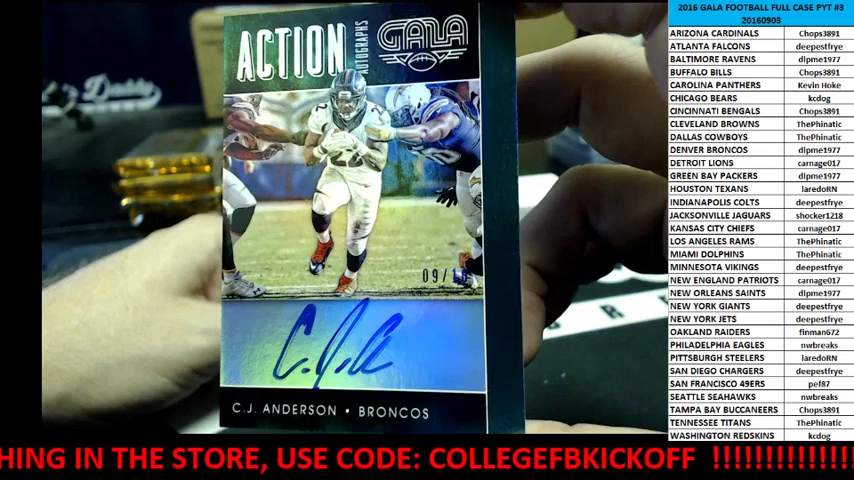 ACTION
AUTOGRAPHS
GALA
09/
C.J. ANDERSON • BRONCOS
2016 GALA FOOTBALL FULL CASE PYT #3
20160903
ARIZONA CARDINALS Chops3891
ATLANTA FALCONS deepestfrye
BALTIMORE RAVENS dlpme1977
BUFFALO BILLS Chops3891
CAROLINA PANTHERS Kevin Hoke
CHICAGO BEARS kcdog
CINCINNATI BENGALS Chops3891
CLEVELAND BROWNS ThePhinatic
DALLAS COWBOYS ThePhinatic
DENVER BRONCOS dlpme1977
DETROIT LIONS carnage017
GREEN BAY PACKERS dlpme1977
HOUSTON TEXANS laredoRN
INDIANAPOLIS COLTS deepestfrye
JACKSONVILLE JAGUARS shocker1218
KANSAS CITY CHIEFS carnage017
LOS ANGELES RAMS ThePhinatic
MIAMI DOLPHINS ThePhinatic
MINNESOTA VIKINGS deepestfrye
NEW ENGLAND PATRIOTS carnage017
NEW ORLEANS SAINTS dlpme1977
NEW YORK GIANTS deepestfrye
NEW YORK JETS deepestfrye
OAKLAND RAIDERS finman672
PHILADELPHIA EAGLES nwbreaks
PITTSBURGH STEELERS laredoRN
SAN DIEGO CHARGERS deepestfrye
SAN FRANCISCO 49ERS pef87
SEATTLE SEAHAWKS nwbreaks
TAMPA BAY BUCCANEERS Chops3891
TENNESSEE TITANS ThePhinatic
WASHINGTON REDSKINS kcdog
HING IN THE STORE, USE CODE: COLLEGEFBKICKOFF !!!!!!!!!!!!!!